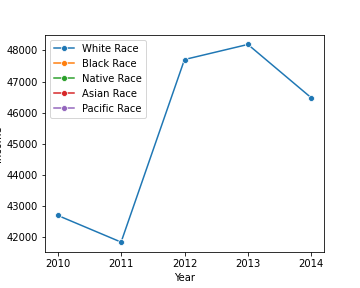 White Race
Black Race
Native Race
Asian Race
Pacific Race
48000
47000
46000
45000
44000
43000
42000
2010
2011
2012
2013
2014
Year